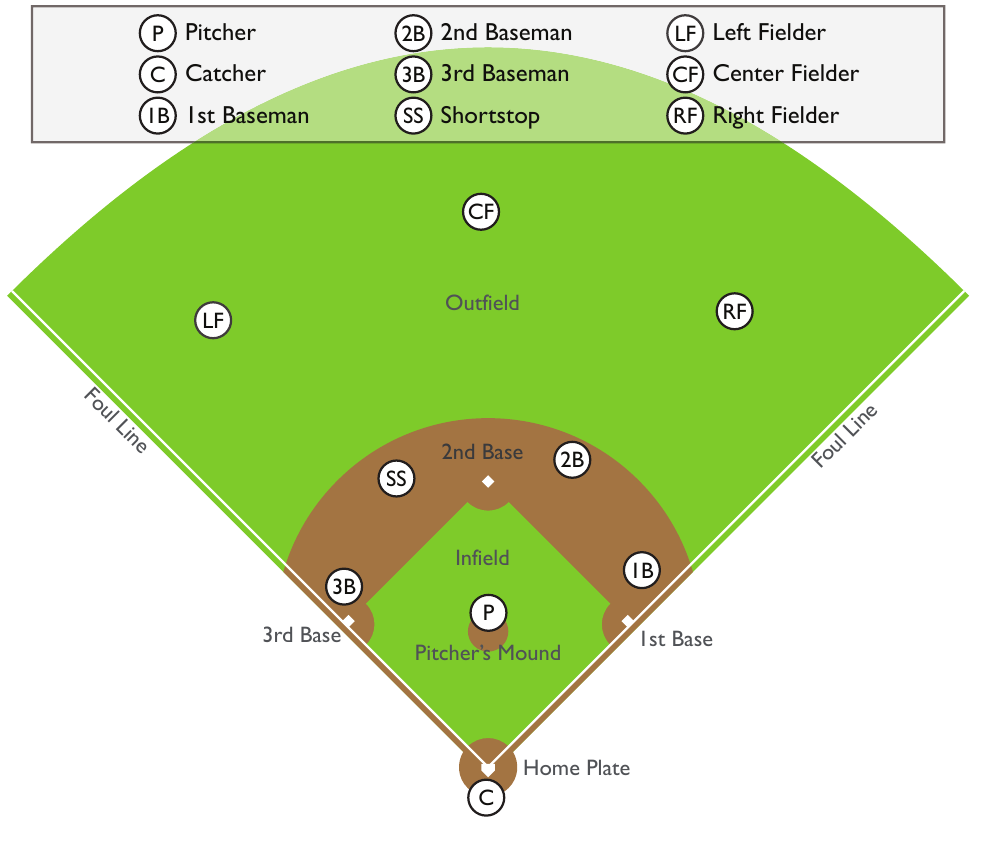 P Pitcher 2B 2nd Baseman LF Left Fielder
C Catcher 3B 3rd Baseman CF Center Fielder
1B 1st Baseman SS Shortstop RF Right Fielder
CF
Outfield
LF
RF
Foul Line
Foul Line
2nd Base
2B
SS
Infield
1B
3B
P
3rd Base
1st Base
Pitcher's Mound
Home Plate
C